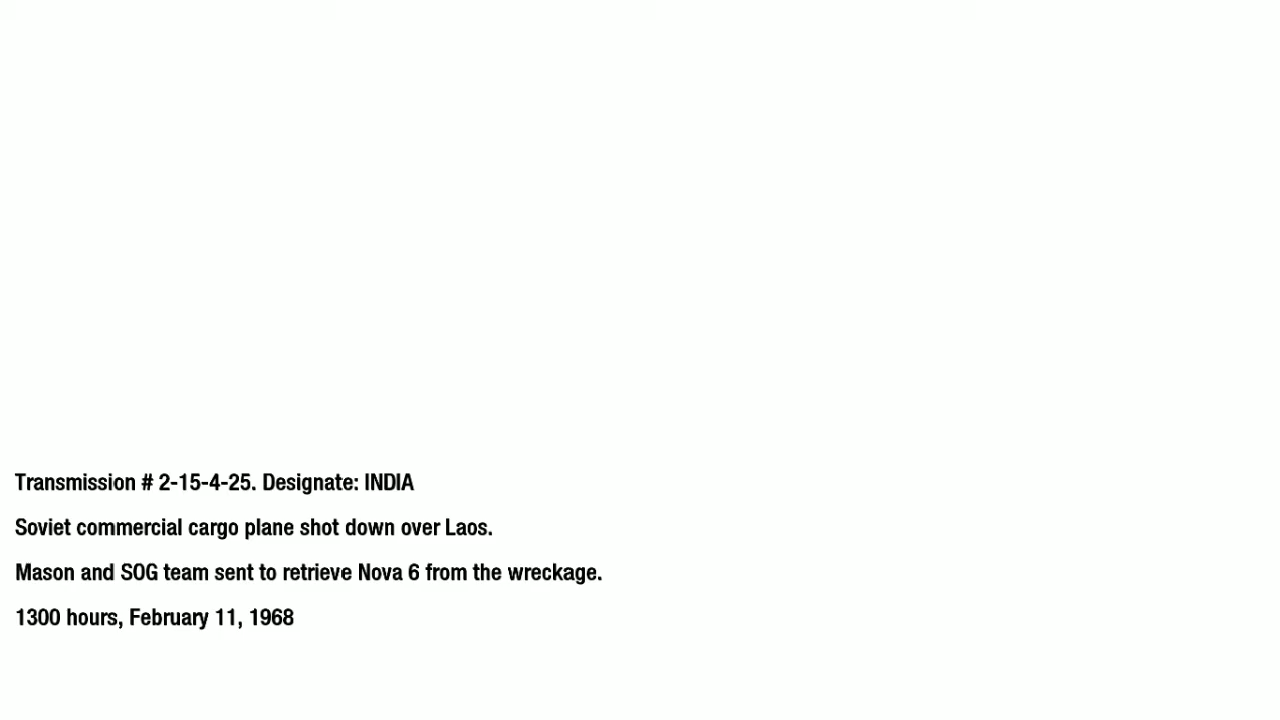 Transmission # 2-15-4-25. Designate: INDIA
Soviet commercial cargo plane shot down over Laos.
Mason and SOG team sent to retrieve Nova 6 from the wreckage.
1300 hours, February 11, 1968